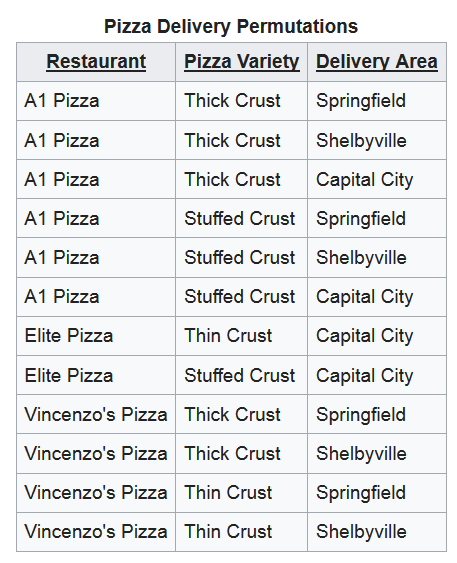 Pizza Delivery Permutations
Restaurant Pizza Variety Delivery Area
A1 Pizza Thick Crust Springfield
A1 Pizza Thick Crust Shelbyville
A1 Pizza Thick Crust Capital City
A1 Pizza Stuffed Crust Springfield
A1 Pizza Stuffed Crust Shelbyville
A1 Pizza Stuffed Crust Capital City
Elite Pizza Thin Crust Capital City
Elite Pizza Stuffed Crust Capital City
Vincenzo's Pizza Thick Crust Springfield
Vincenzo's Pizza Thick Crust Shelbyville
Vincenzo's Pizza Thin Crust Springfield
Vincenzo's Pizza Thin Crust Shelbyville